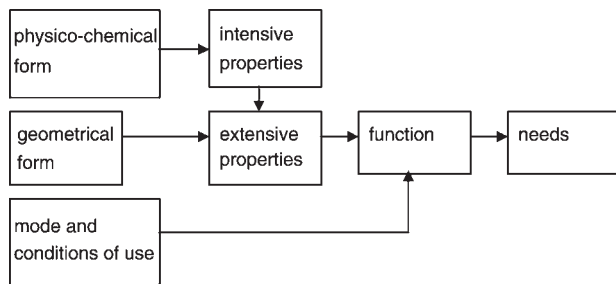 physico-chemical
form
intensive
properties
geometrical
form
extensive
properties
function
needs
mode and
conditions of use